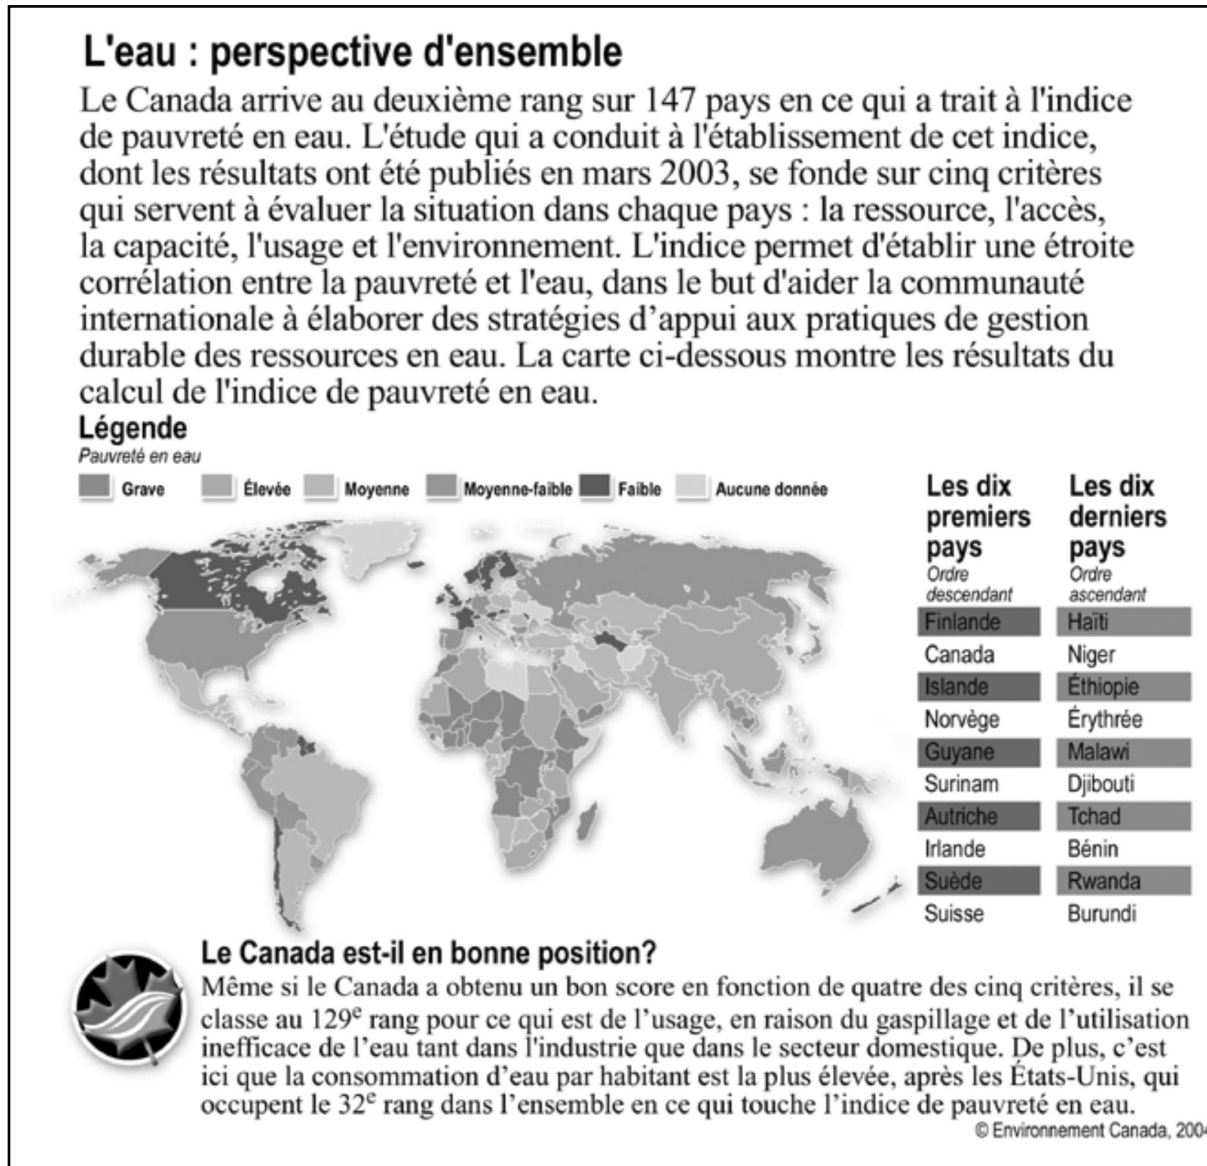 L'eau : perspective d'ensemble
Le Canada arrive au deuxième rang sur 147 pays en ce qui a trait à l'indice
de pauvreté en eau. L'étude qui a conduit à l'établissement de cet indice,
dont les résultats ont été publiés en mars 2003, se fonde sur cinq critères
qui servent à évaluer la situation dans chaque pays : la ressource, l'accès,
la capacité, l'usage et l'environnement. L'indice permet d'établir une étroite
corrélation entre la pauvreté et l'eau, dans le but d'aider la communauté
internationale à élaborer des stratégies d’appui aux pratiques de gestion
durable des ressources en eau. La carte ci-dessous montre les résultats du
calcul de l'indice de pauvreté en eau.
Légende
Pauvreté en eau
Grave
Élevée
Moyenne
Moyenne-faible
Faible
Aucune donnée
Les dix
premiers
pays
Ordre
descendant
Finlande
Canada
Islande
Norvège
Guyane
Surinam
Autriche
Irlande
Suède
Suisse
Les dix
derniers
pays
Ordre
ascendant
Haïti
Niger
Éthiopie
Érythrée
Malawi
Djibouti
Tchad
Bénin
Rwanda
Burundi
Le Canada est-il en bonne position?
Même si le Canada a obtenu un bon score en fonction de quatre des cinq critères, il se
classe au 129e rang pour ce qui est de l’usage, en raison du gaspillage et de l’utilisation
inefficace de l’eau tant dans l'industrie que dans le secteur domestique. De plus, c’est
ici que la consommation d’eau par habitant est la plus élevée, après les États-Unis, qui
occupent le 32e rang dans l’ensemble en ce qui touche l’indice de pauvreté en eau.
© Environnement Canada, 2004